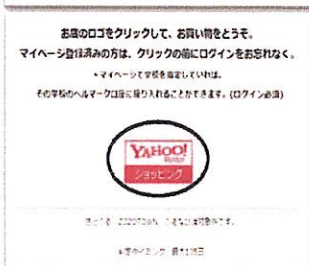 お店のロゴをクリックして、お買い物をどうぞ。
マイページ登録済みの方は、クリックの前にログインをお忘れなく。
*マイページで学校を指定していれば、
その学校のベルマーク口座に振り入れることができます。(ログイン必須)
YAHOO!
ショッピング